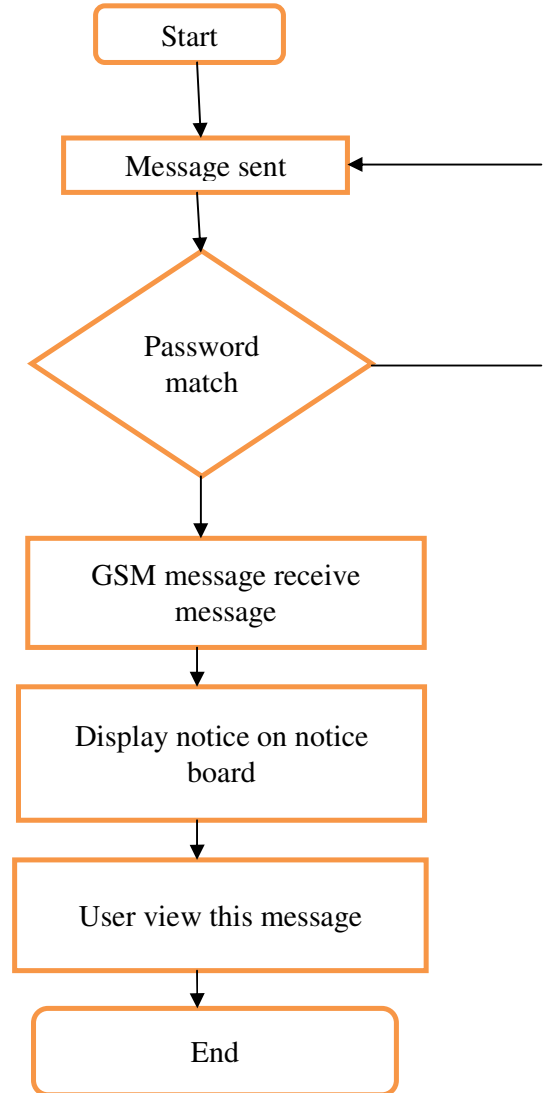 Start
Message sent
Password
match
GSM message receive
message
Display notice on notice
board
User view this message
End